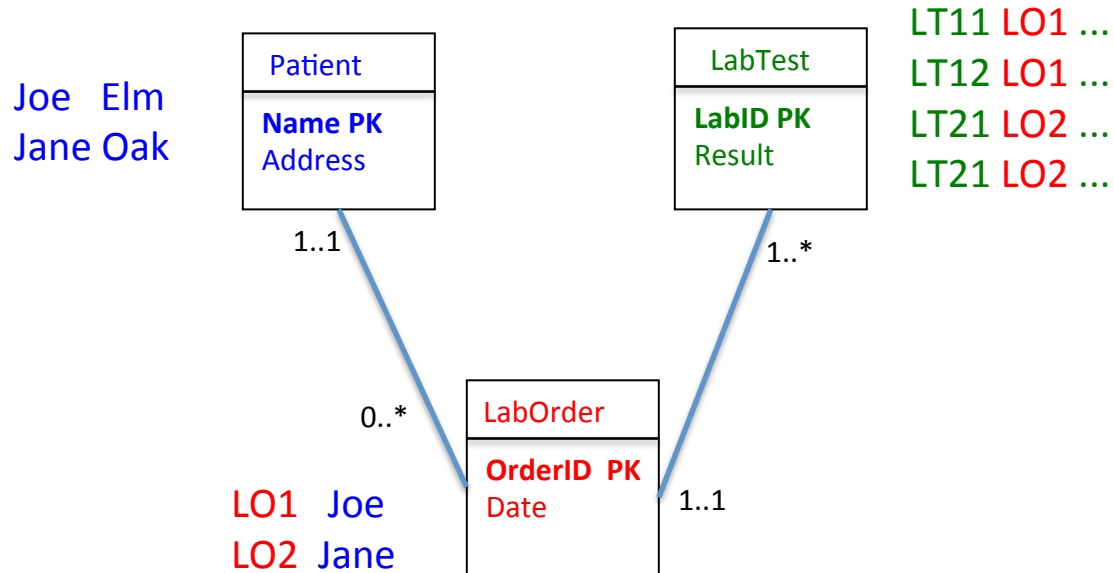 Joe Elm
Jane Oak
Patient
Name PK
Address
1..1
LabTest
LabID PK
Result
1..*
LT11 LO1 ...
LT12 LO1 ...
LT21 LO2 ...
LT21 LO2 ...
0..*
LabOrder
OrderID PK
Date
1..1
LO1 Joe
LO2 Jane